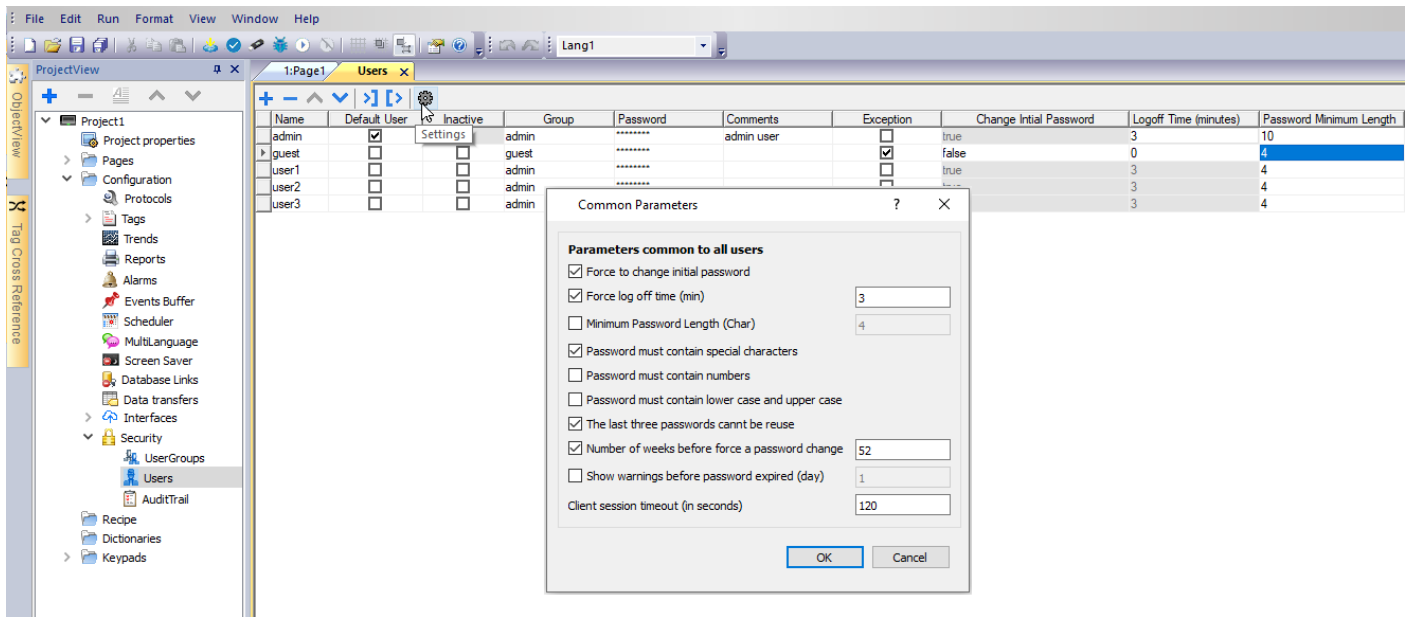 File Edit Run Format View Window Help
Lang1
ObjectView
Tag Cross Reference
ProjectView
Project1
Project properties
Pages
Configuration
Protocols
Tags
Trends
Reports
Alarms
Events Buffer
Scheduler
MultiLanguage
Screen Saver
Database Links
Data transfers
Interfaces
Security
UserGroups
Users
AuditTrail
Recipe
Dictionaries
Keypads
1:Page1 Users x
Name Default User Inactive Group Password Comments Exception Change Intial Password Logoff Time (minutes) Password Minimum Length
admin admin ******** admin user true 3 10
guest guest ******** false 0 4
user1 admin ******** true 3 4
user2 admin ******** 3 4
user3 admin 3 4
Settings
Common Parameters ?
Parameters common to all users
Force to change initial password
Force log off time (min) 3
Minimum Password Length (Char) 4
Password must contain special characters
Password must contain numbers
Password must contain lower case and upper case
The last three passwords cannt be reuse
Number of weeks before force a password change 52
Show warnings before password expired (day) 1
Client session timeout (in seconds) 120
OK Cancel